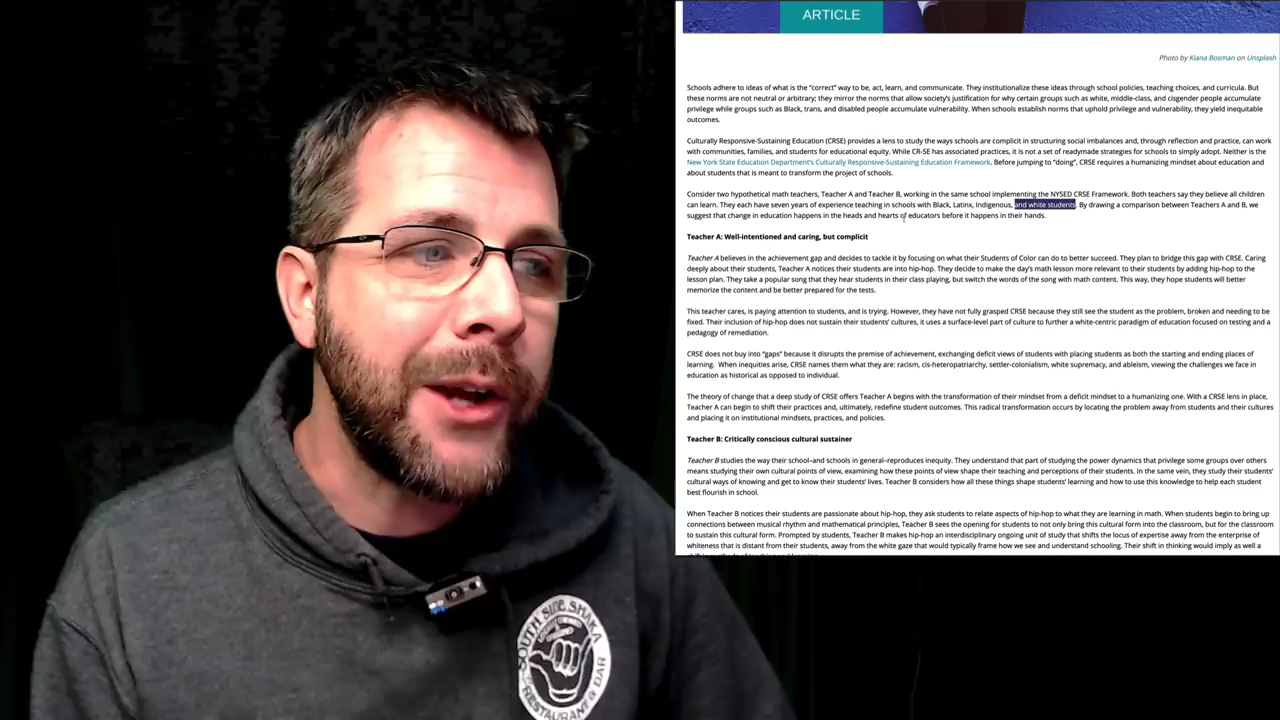 ARTICLE
Photo by Kiana Bosman on Unsplash
Schools adhere to ideas of what is the "correct" way to be, act, learn, and communicate. They institutionalize these ideas through school policies, teaching choices, and curricula. But
these norms are not neutral or arbitrary; they mirror the norms that allow society's justification for why certain groups such as white, middle-class, and cisgender people accumulate
privilege while groups such as Black, trans, and disabled people accumulate vulnerability. When schools establish norms that uphold privilege and vulnerability, they yield inequitable
outcomes.
Culturally Responsive-Sustaining Education (CRSE) provides a lens to study the ways schools are complicit in structuring social imbalances and, through reflection and practice, can work
with communities, families, and students for educational equity. While CR-SE has associated practices, it is not a set of readymade strategies for schools to simply adopt. Neither is the
New York State Education Department's Culturally Responsive-Sustaining Education Framework. Before jumping to "doing", CRSE requires a humanizing mindset about education and
about students that is meant to transform the project of schools.
Consider two hypothetical math teachers, Teacher A and Teacher B, working in the same school implementing the NYSED CRSE Framework. Both teachers say they believe all children
can learn. They each have seven years of experience teaching in schools with Black, Latinx, Indigenous, and white students. By drawing a comparison between Teachers A and B, we
suggest that change in education happens in the heads and hearts of educators before it happens in their hands.
Teacher A: Well-intentioned and caring, but complicit
Teacher A believes in the achievement gap and decides to tackle it by focusing on what their Students of Color can do to better succeed. They plan to bridge this gap with CRSE. Caring
deeply about their students, Teacher A notices their students are into hip-hop. They decide to make the day's math lesson more relevant to their students by adding hip-hop to the
lesson plan. They take a popular song that they hear students in their class playing, but switch the words of the song with math content. This way, they hope students will better
memorize the content and be better prepared for the tests.
This teacher cares, is paying attention to students, and is trying. However, they have not fully grasped CRSE because they still see the student as the problem, broken and needing to be
fixed. Their inclusion of hip-hop does not sustain their students' cultures, it uses a surface-level part of culture to further a white-centric paradigm of education focused on testing and a
pedagogy of remediation.
CRSE does not buy into "gaps" because it disrupts the premise of achievement, exchanging deficit views of students with placing students as both the starting and ending places of
learning. When inequities arise, CRSE names them what they are: racism, cis-heteropatriarchy, settler-colonialism, white supremacy, and ableism, viewing the challenges we face in
education as historical as opposed to individual.
The theory of change that a deep study of CRSE offers Teacher A begins with the transformation of their mindset from a deficit mindset to a humanizing one. With a CRSE lens in place,
Teacher A can begin to shift their practices and, ultimately, redefine student outcomes. This radical transformation occurs by locating the problem away from students and their cultures
and placing it on institutional mindsets, practices, and policies.
Teacher B: Critically conscious cultural sustainer
Teacher B studies the way their school–and schools in general–reproduces inequity. They understand that part of studying the power dynamics that privilege some groups over others
means studying their own cultural points of view, examining how these points of view shape their teaching and perceptions of their students. In the same vein, they study their students'
cultural ways of knowing and get to know their students' lives. Teacher B considers how all these things shape students' learning and how to use this knowledge to help each student
best flourish in school.
When Teacher B notices their students are passionate about hip-hop, they ask students to relate aspects of hip-hop to what they are learning in math. When students begin to bring up
connections between musical rhythm and mathematical principles, Teacher B sees the opening for students to not only bring this cultural form into the classroom, but for the classroom
to sustain this cultural form. Prompted by students, Teacher B makes hip-hop an interdisciplinary ongoing unit of study that shifts the locus of expertise away from the enterprise of
whiteness that is distant from their students, away from the white gaze that would typically frame how we see and understand schooling. Their shift in thinking would imply as well a
SOUTH SIDE SHAKA
RESTAURANT & BAR